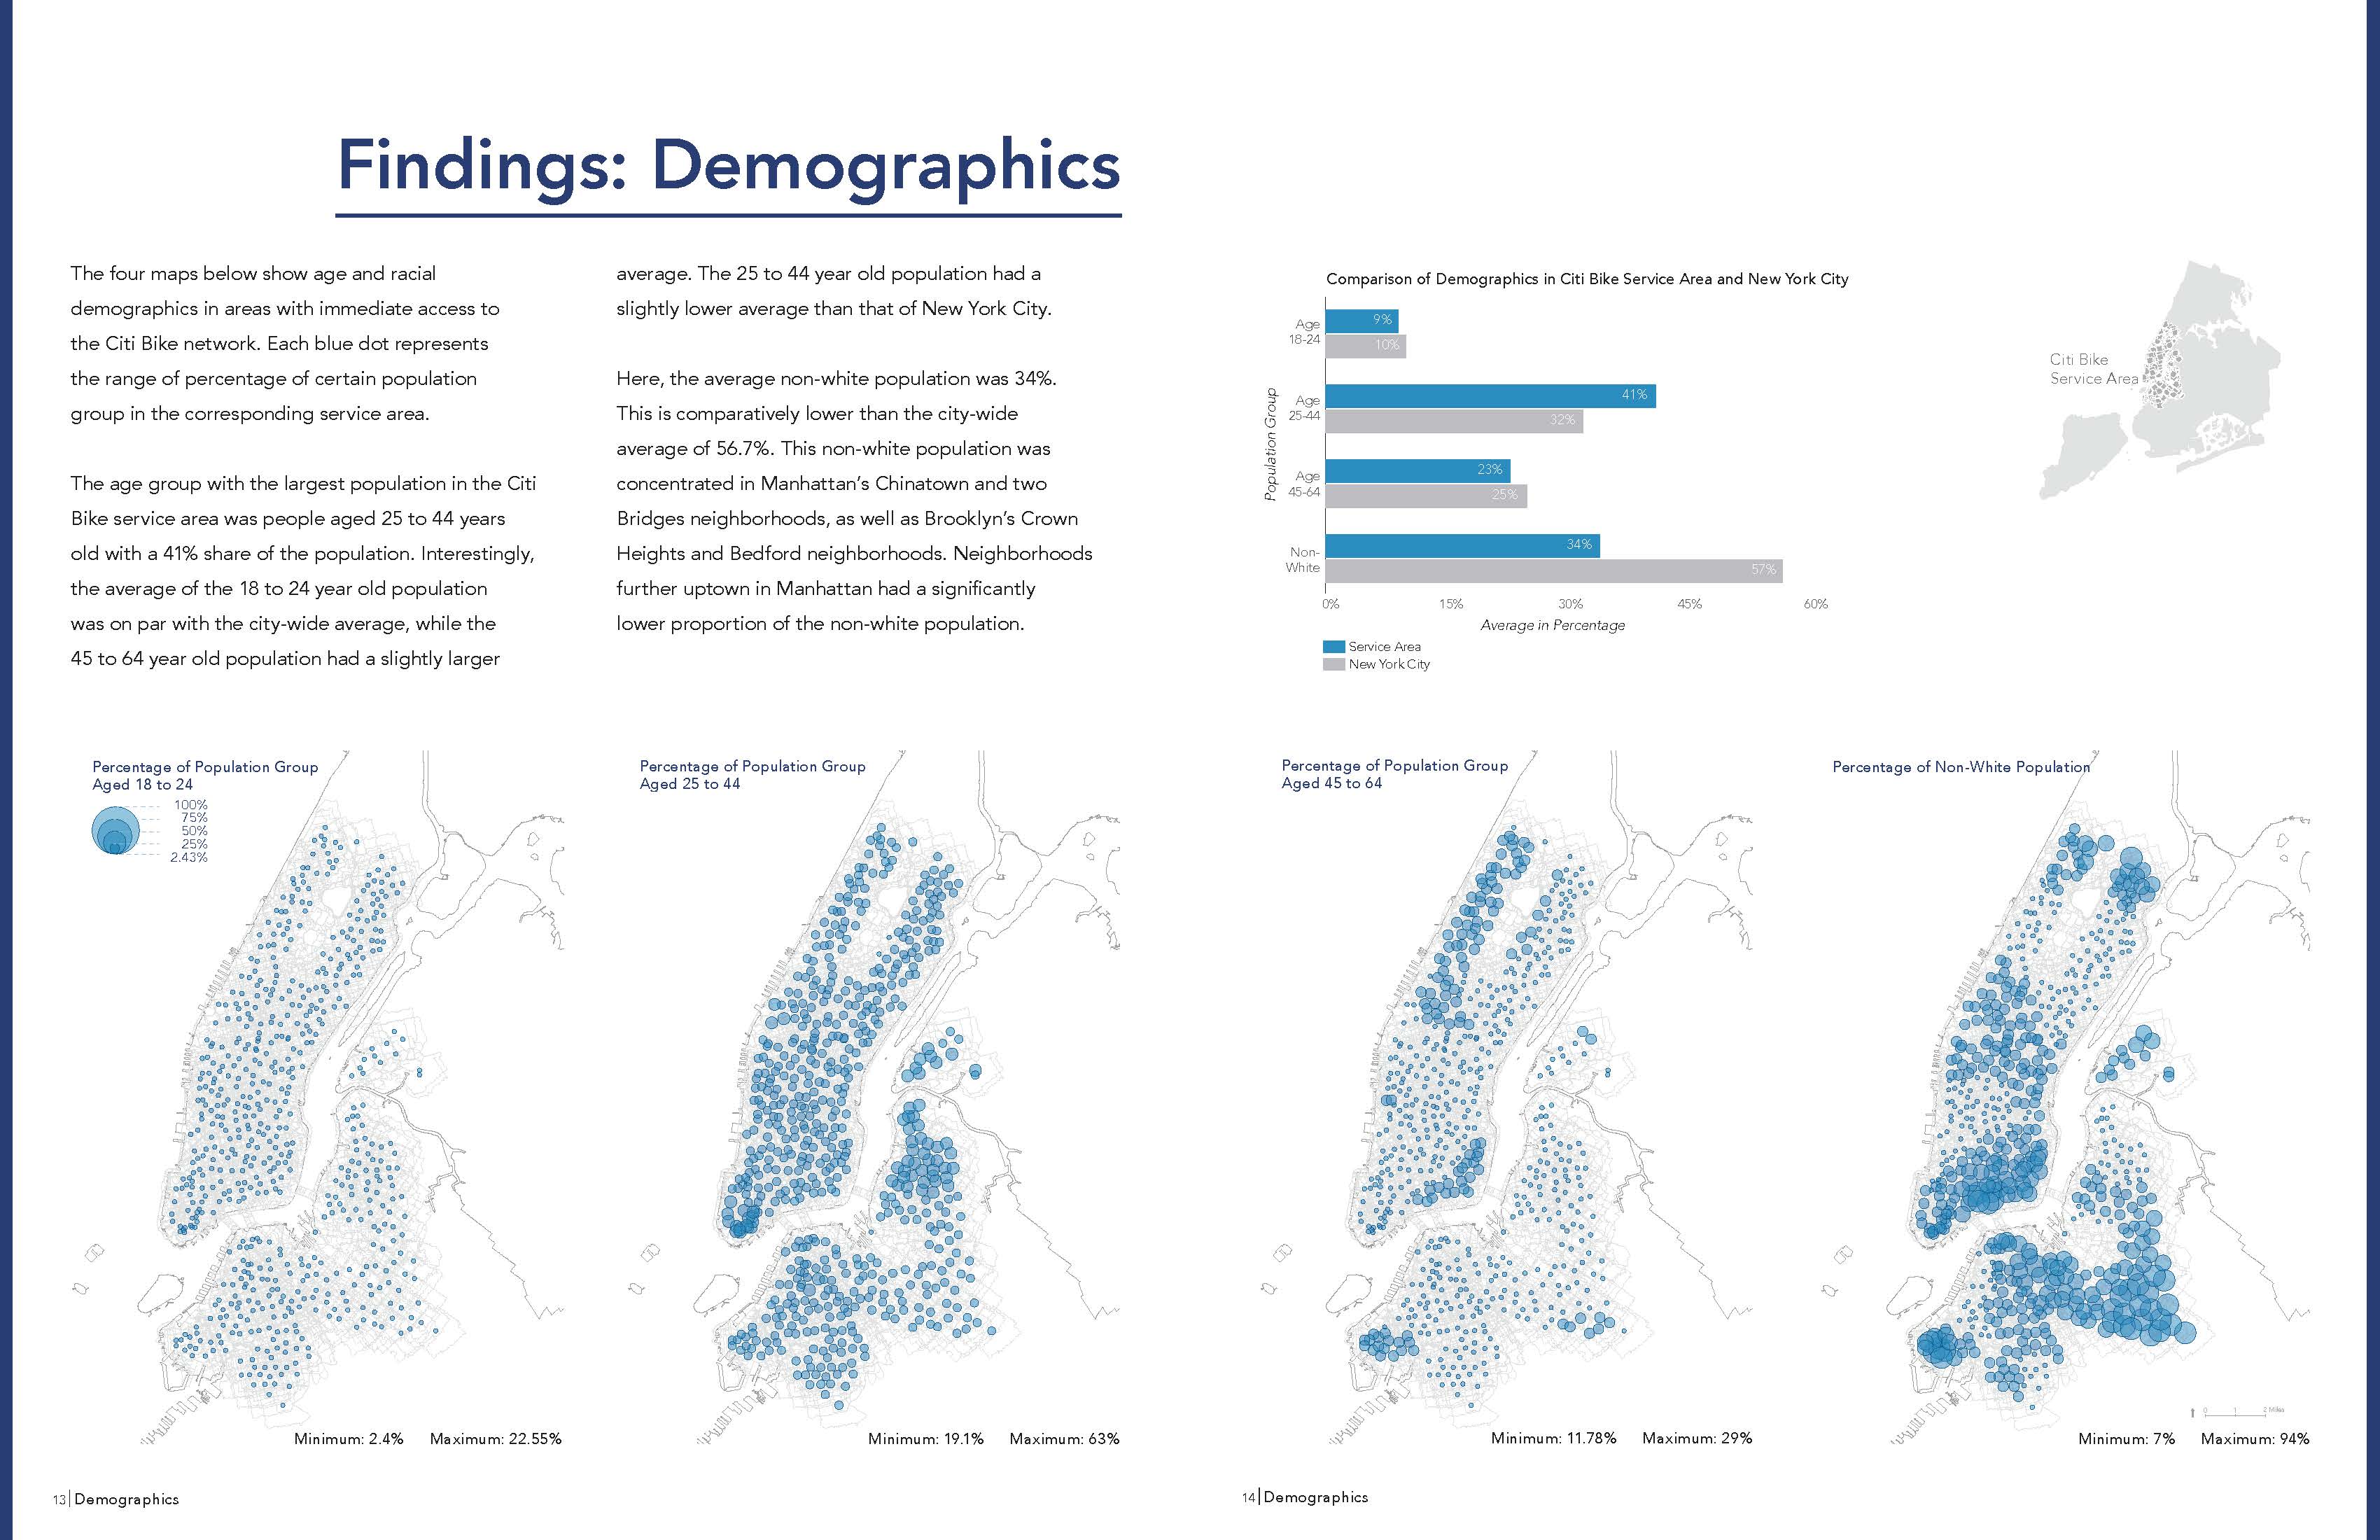 Findings: Demographics
The four maps below show age and racial
demographics in areas with immediate access to
the Citi Bike network. Each blue dot represents
the range of percentage of certain population
group in the corresponding service area.
The age group with the largest population in the Citi
Bike service area was people aged 25 to 44 years
old with a 41% share of the population. Interestingly,
the average of the 18 to 24 year old population
was on par with the city-wide average, while the
45 to 64 year old population had a slightly larger
average. The 25 to 44 year old population had a
slightly lower average than that of New York City.
Here, the average non-white population was 34%.
This is comparatively lower than the city-wide
average of 56.7%. This non-white population was
concentrated in Manhattan's Chinatown and two
Bridges neighborhoods, as well as Brooklyn's Crown
Heights and Bedford neighborhoods. Neighborhoods
further uptown in Manhattan had a significantly
lower proportion of the non-white population.
Comparison of Demographics in Citi Bike Service Area and New York City
Population Group
Age
18-24
9%
10%
Age
25-44
41%
32%
Age
45-64
23%
25%
Non-
White
34%
57%
0% 15% 30% 45% 60%
Average in Percentage
Service Area
New York City
Citi Bike
Service Area
Percentage of Population Group
Aged 18 to 24
100%
75%
50%
25%
2.43%
Minimum: 2.4% Maximum: 22.55%
Percentage of Population Group
Aged 25 to 44
Minimum: 19.1% Maximum: 63%
Percentage of Population Group
Aged 45 to 64
Minimum: 11.78% Maximum: 29%
Percentage of Non-White Population
0 1 2 Miles
Minimum: 7% Maximum: 94%
13|Demographics
14|Demographics